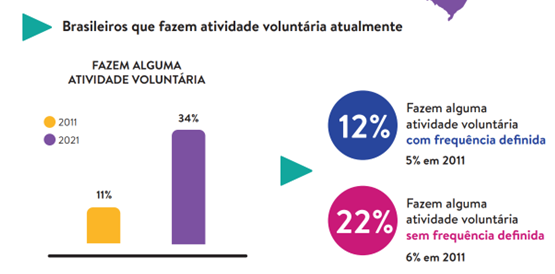 Brasileiros que fazem atividade voluntária atualmente
FAZEM ALGUMA
ATIVIDADE VOLUNTÁRIA
2011
2021
11%
34%
12%
Fazem alguma
atividade voluntária
com frequência definida
5% em 2011
22%
Fazem alguma
atividade voluntária
sem frequência definida
6% em 2011